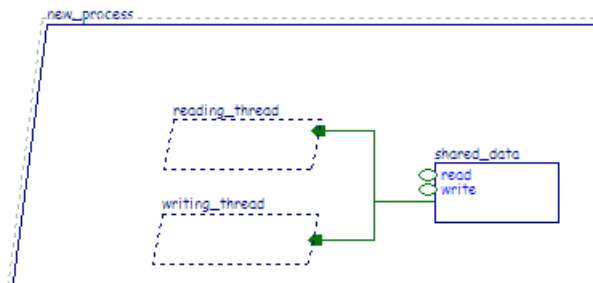 new_process
reading_thread
shared_data
read
write
writing_thread